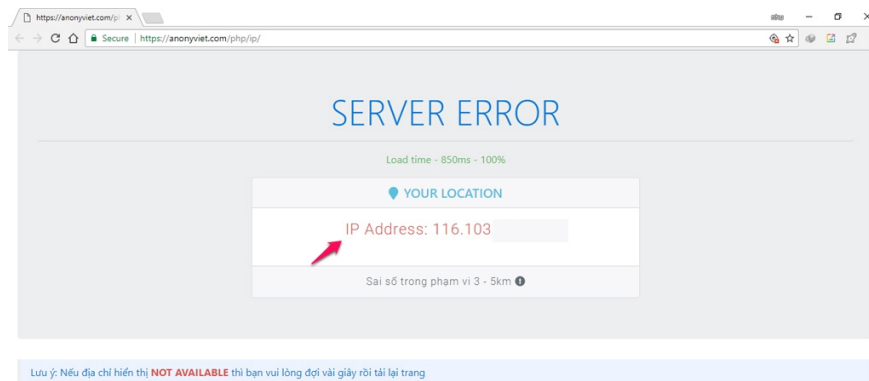 https://anonyviet.com/p
Secure | https://anonyviet.com/php/ip/
SERVER ERROR
Load time - 850ms - 100%
YOUR LOCATION
IP Address: 116.103
Sai số trong phạm vi 3 - 5km
Lưu ý: Nếu địa chỉ hiển thị NOT AVAILABLE thì bạn vui lòng đợi vài giây rồi tải lại trang